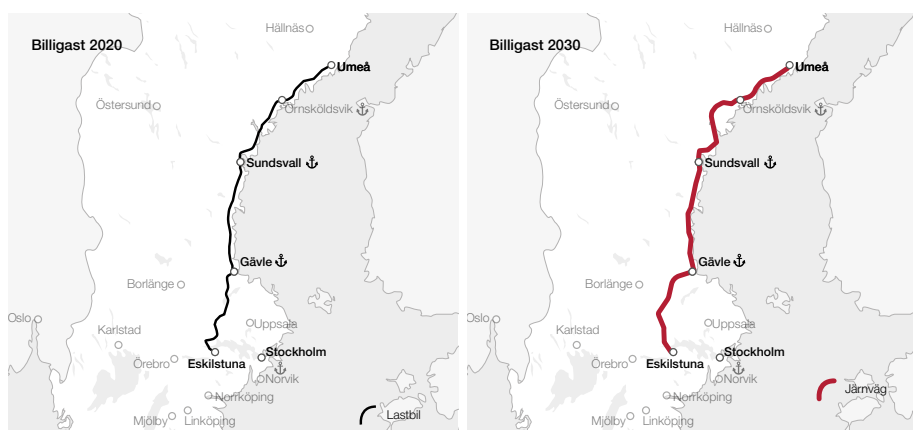 Billigast 2020
Hällnäs
Umeå
Östersund
Örnsköldsvik
Sundsvall
Gävle
Borlänge
Oslo
Karlstad
Uppsala
Örebro
Eskilstuna
Stockholm
Norvik
Norrköping
Mjölby
Linköping
Lastbil
Billigast 2030
Hällnäs
Umeå
Östersund
Örnsköldsvik
Sundsvall
Gävle
Borlänge
Oslo
Karlstad
Uppsala
Örebro
Eskilstuna
Stockholm
Norvik
Norrköping
Mjölby
Linköping
Järnväg